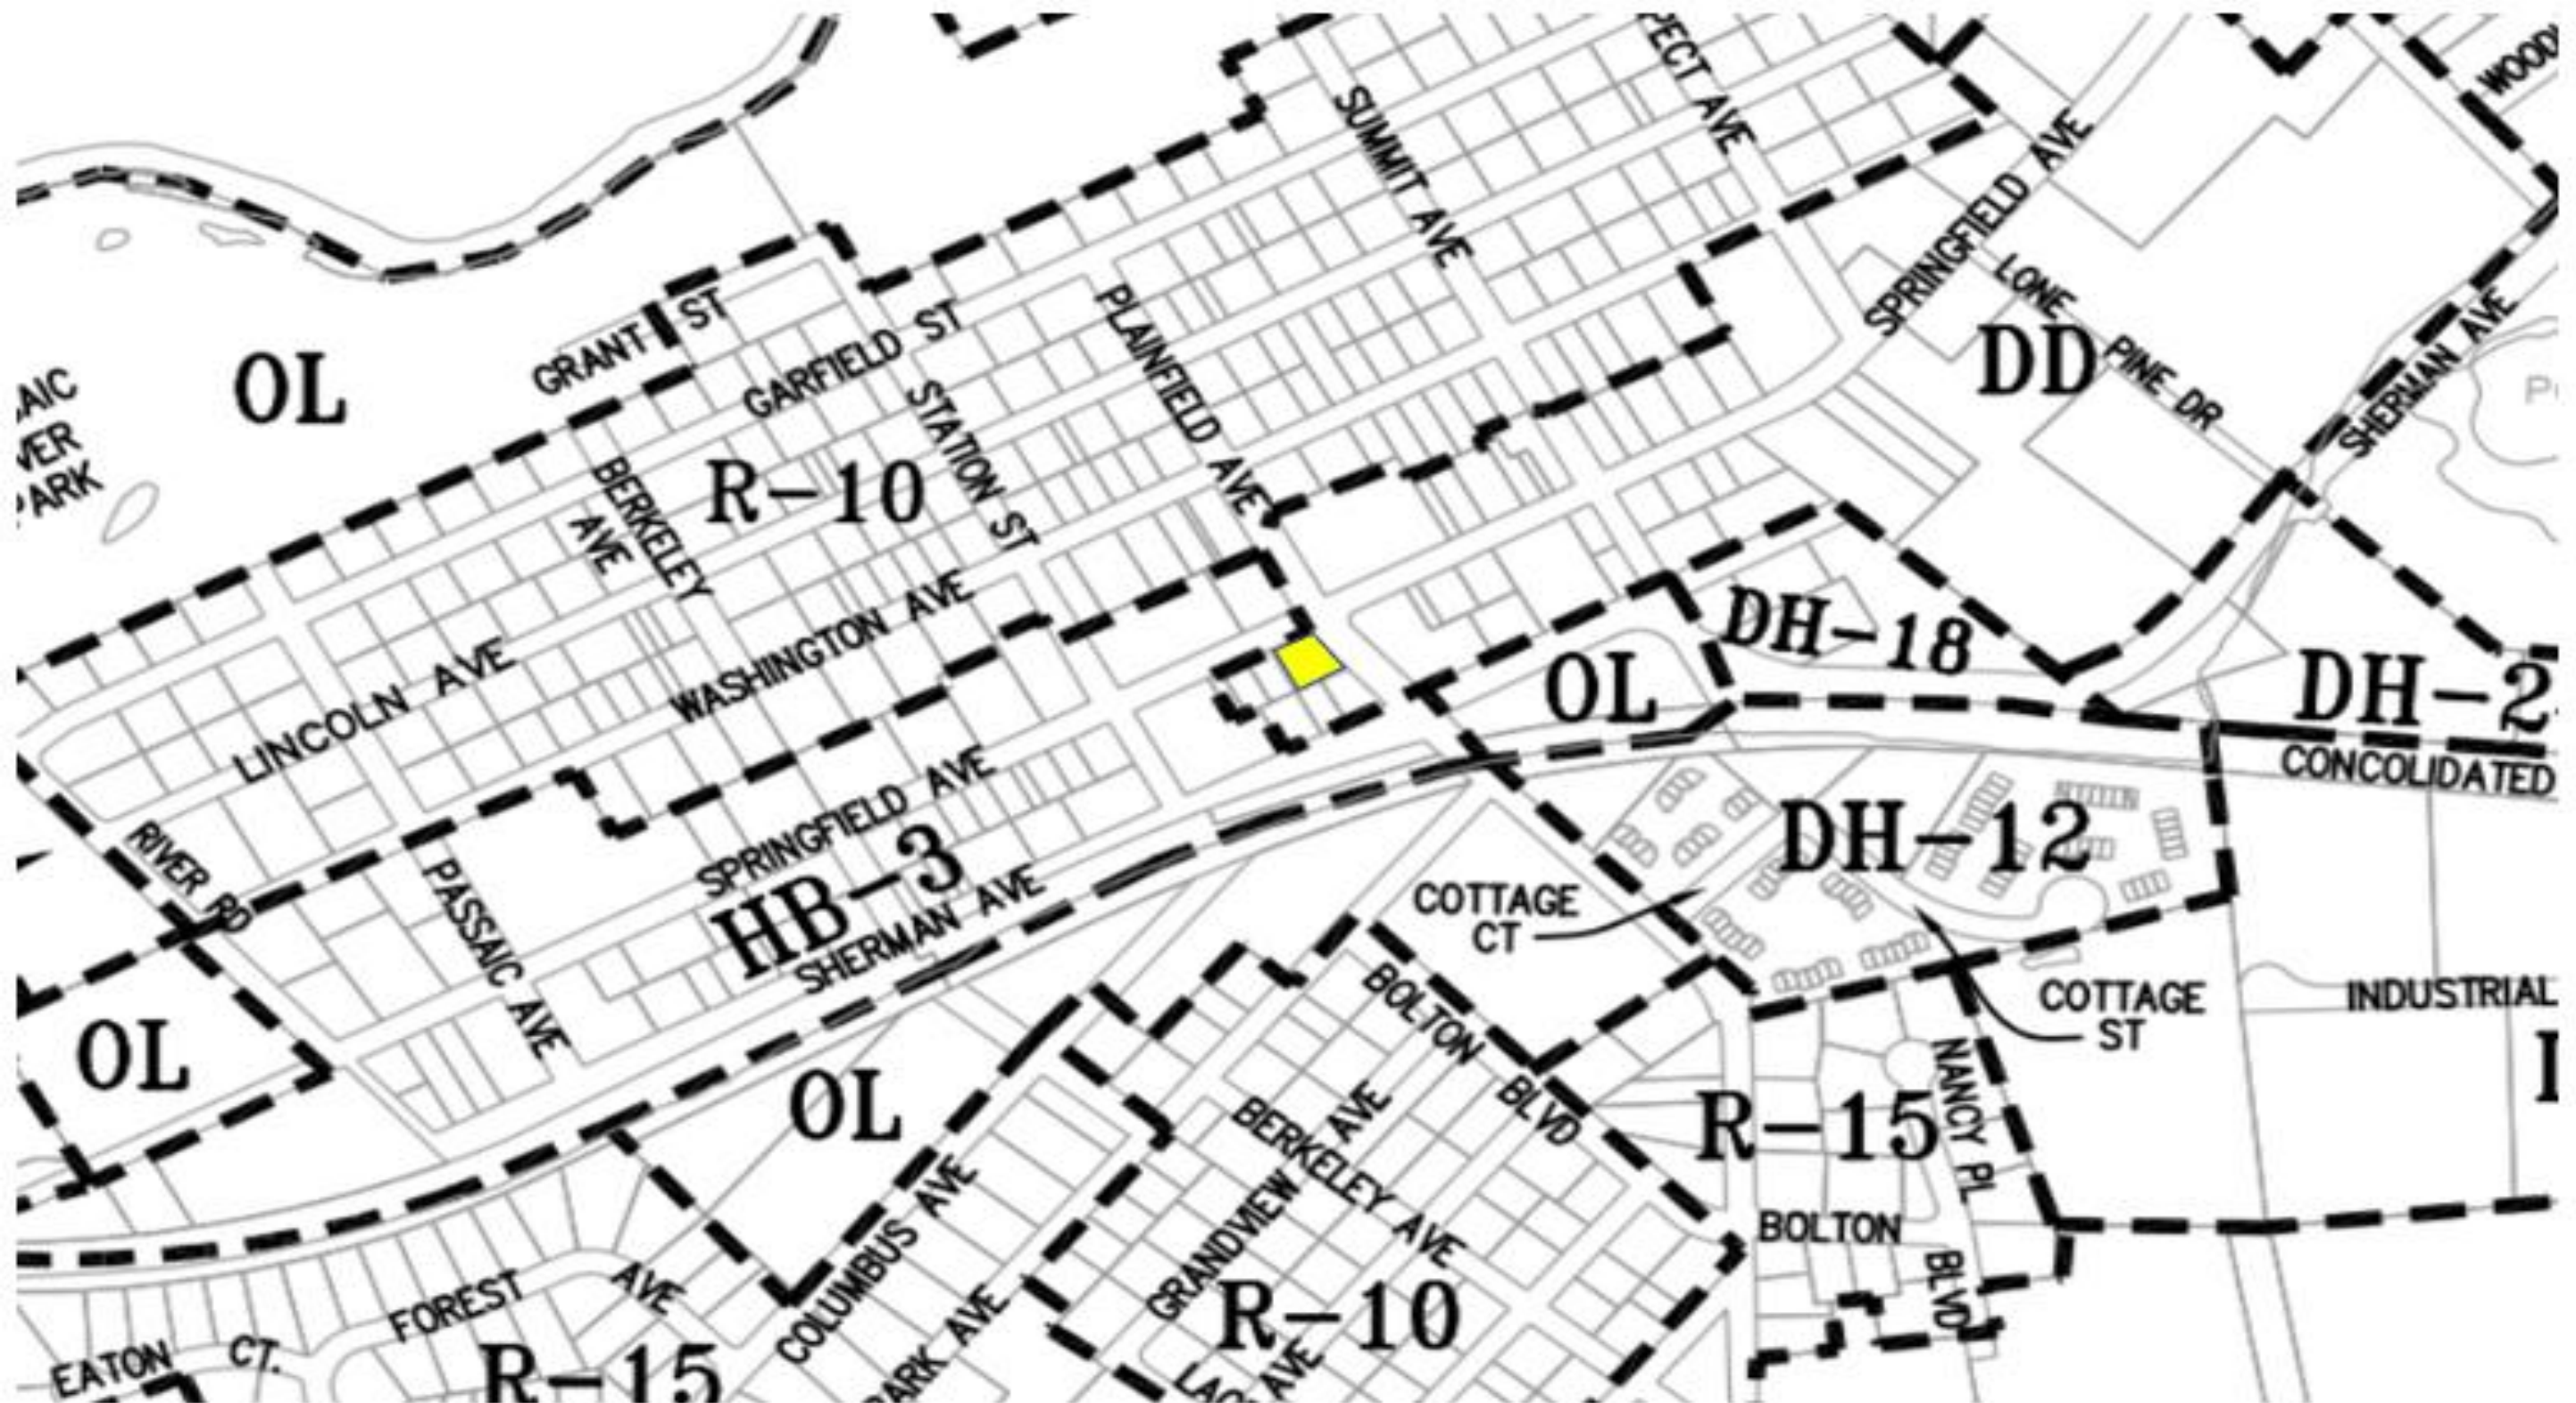 PECT AVE
WOOD
SUMMIT AVE
SPRINGFIELD AVE
LONE
PINE DR
DD
SHERMAN AVE
GRANT ST
GARFIELD ST
PLAINFIELD AVE
OL
AIC
VER
PARK
R-10
STATION ST
BERKELEY
AVE
WASHINGTON AVE
LINCOLN AVE
DH-18
OL
DH-2
CONCOLIDATED
RIVER RD
PASSAIC AVE
SPRINGFIELD AVE
HB-3
SHERMAN AVE
DH-12
COTTAGE
CT
COTTAGE
ST
INDUSTRIAL
OL
OL
BOLTON
BLVD
NANCY PL
R-15
BERKELEY AVE
GRANDVIEW AVE
COLUMBUS AVE
PARK AVE
BOLTON
BLVD
R-10
FOREST
AVE
EATON CT.
R-15
AVE